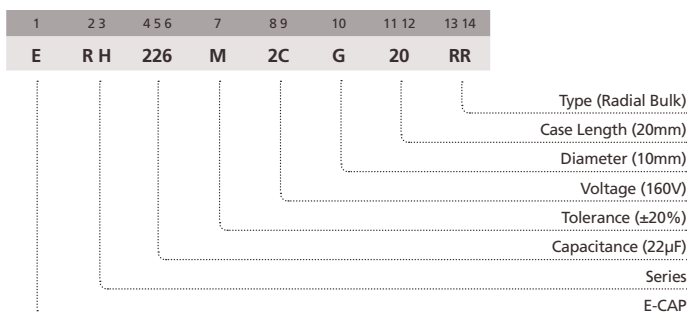 1 2 3 4 5 6 7 8 9 10 11 12 13 14
E R H 226 M 2C G 20 RR
Type (Radial Bulk)
Case Length (20mm)
Diameter (10mm)
Voltage (160V)
Tolerance (±20%)
Capacitance (22µF)
Series
E-CAP